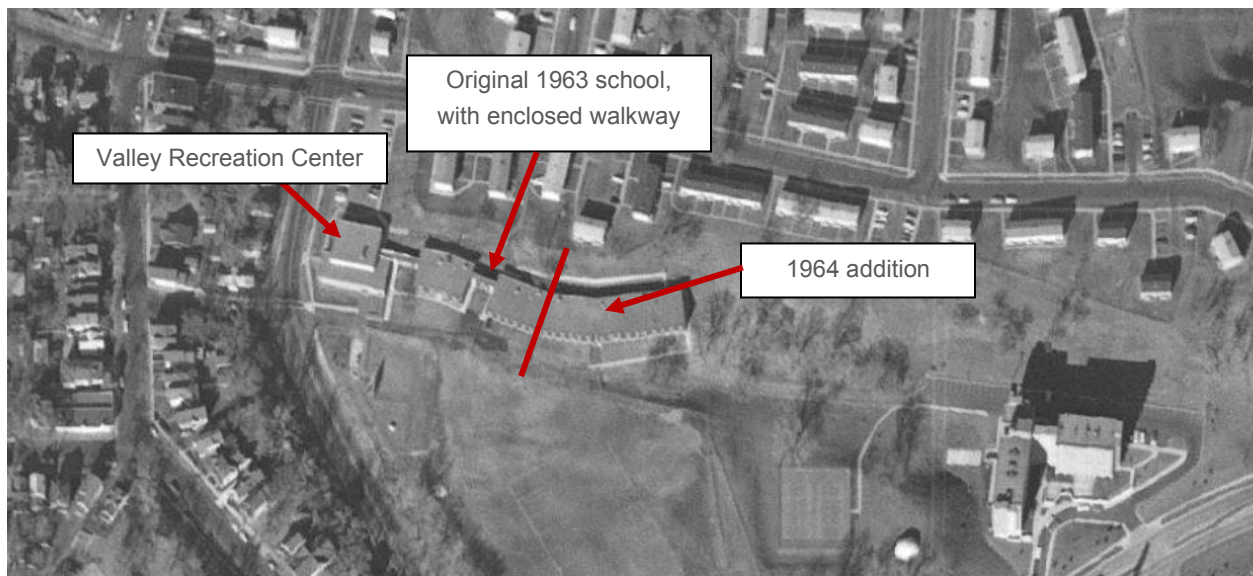 Original 1963 school,
with enclosed walkway
Valley Recreation Center
1964 addition